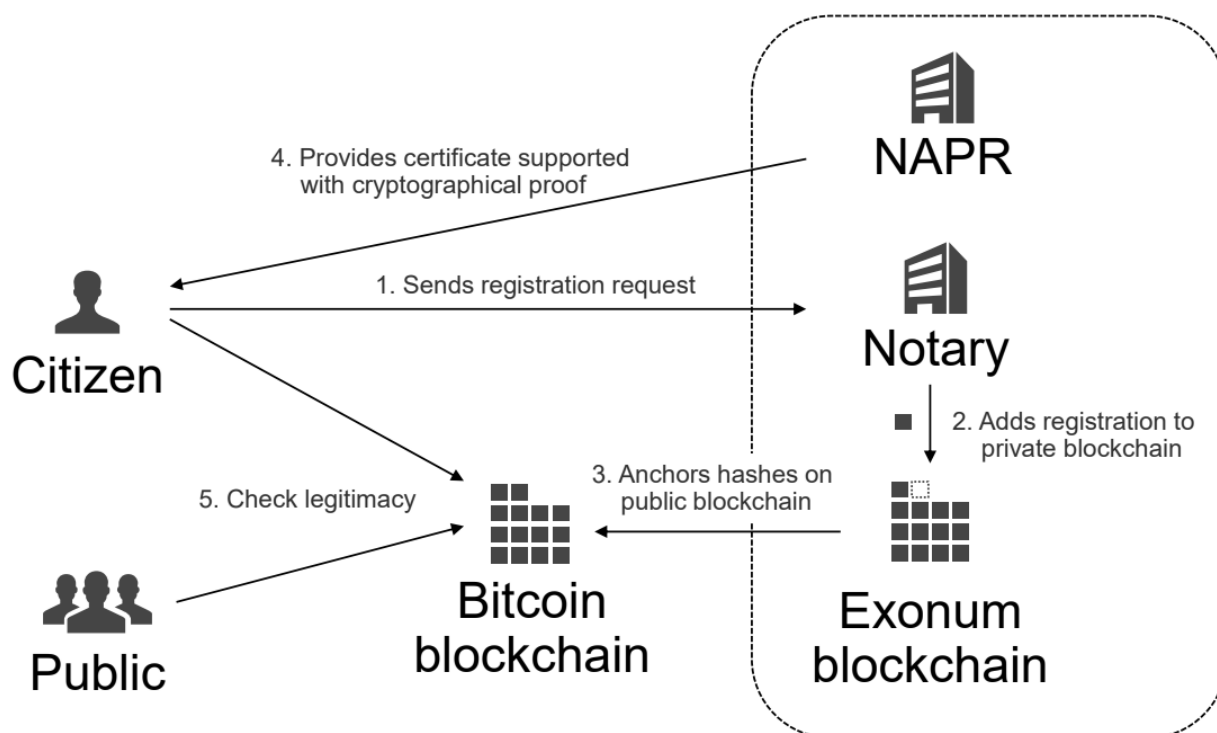 NAPR
4. Provides certificate supported
with cryptographical proof
1. Sends registration request
Citizen
Notary
2. Adds registration to
private blockchain
3. Anchors hashes on
public blockchain
5. Check legitimacy
Bitcoin
blockchain
Exonum
blockchain
Public